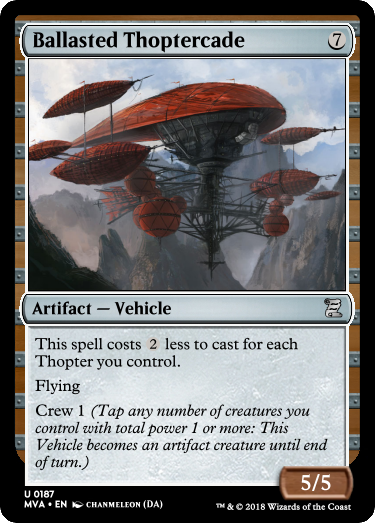 Ballasted Thoptercade 7
Artifact — Vehicle
This spell costs 2 less to cast for each
Thopter you control.
Flying
Crew 1 (Tap any number of creatures you
control with total power 1 or more: This
Vehicle becomes an artifact creature until end
of turn.)
5/5
U 0187
MVA • EN CHANMELEON (DA)
™ & © 2018 Wizards of the Coast